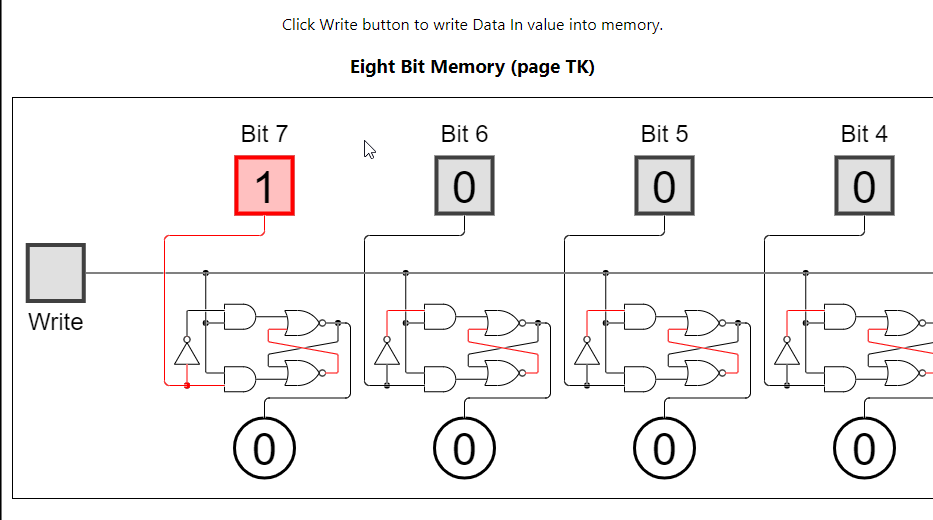 Click Write button to write Data In value into memory.
Eight Bit Memory (page TK)
Bit 7
Bit 6
Bit 5
Bit 4
1
0
0
0
Write
0
0
0
0